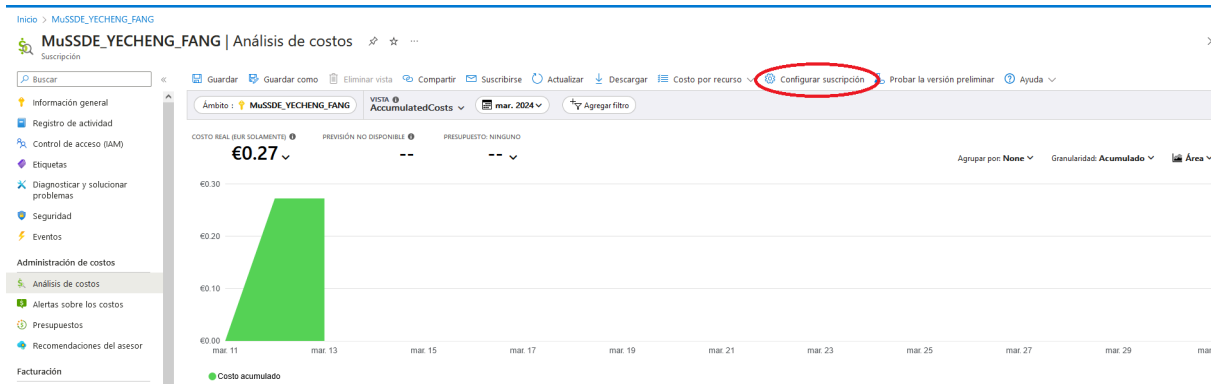 Inicio > MuSSDE_YECHENG_FANG
MuSSDE_YECHENG_FANG | Análisis de costos
Suscripción
Buscar
Guardar Guardar como Eliminar vista Compartir Suscribirse Actualizar Descargar Costo por recurso Configurar suscripción Probar la versión preliminar Ayuda
Información general
Registro de actividad
Control de acceso (IAM)
Etiquetas
Diagnosticar y solucionar
problemas
Seguridad
Eventos
Administración de costos
Análisis de costos
Alertas sobre los costos
Presupuestos
Recomendaciones del asesor
Facturación
Ámbito : MuSSDE_YECHENG_FANG
VISTA
AccumulatedCosts
mar. 2024
Agregar filtro
COSTO REAL (EUR SOLAMENTE) PREVISIÓN NO DISPONIBLE PRESUPUESTO: NINGUNO
€0.27 -- --
Agrupar por: None Granularidad: Acumulado Área
€0.30
€0.20
€0.10
€0.00
mar. 11 mar. 13 mar. 15 mar. 17 mar. 19 mar. 21 mar. 23 mar. 25 mar. 27 mar. 29 mar
Costo acumulado